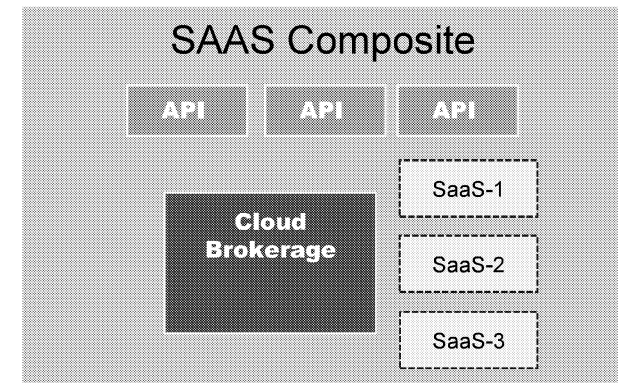 SAAS Composite
API
API
API
SaaS-1
Cloud
Brokerage
SaaS-2
SaaS-3